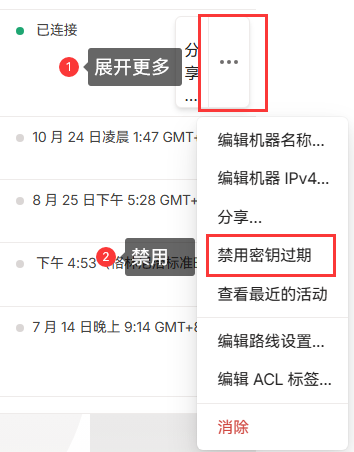 已连接
分
享
...
1 展开更多
10 月 24 日凌晨 1:47 GMT+
8 月 25 日下午 5:28 GMT+
下午 4:53（格林
2 禁用
7 月 14 日晚上 9:14 GMT+8
编辑机器名称...
编辑机器 IPv4...
分享...
禁用密钥过期
查看最近的活动
编辑路线设置...
编辑 ACL 标签...
消除